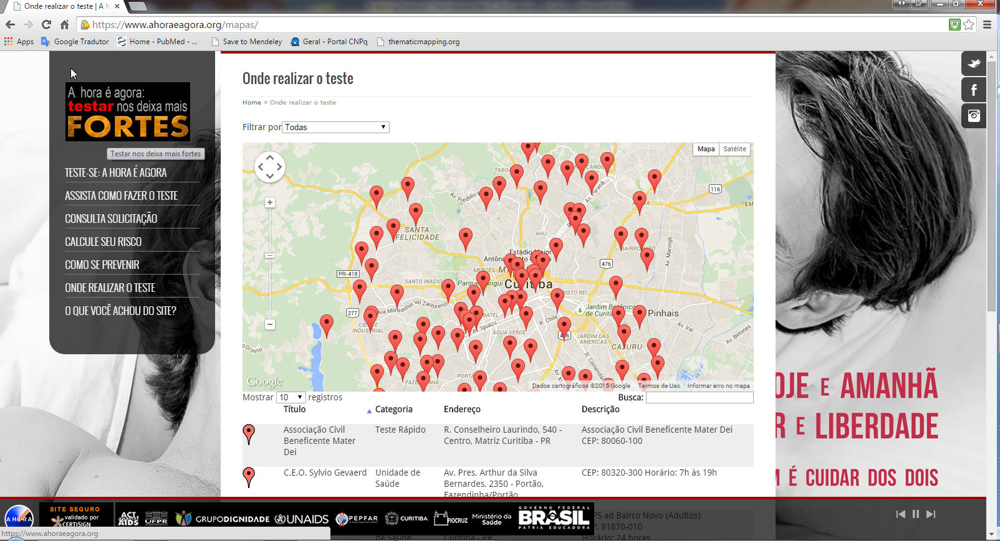 Onde realizar o teste | A h
https://www.ahoraeagora.org/mapas/
Apps
Google Tradutor
Home - PubMed - ...
Save to Mendeley
Geral - Portal CNPq
thematicmapping.org
A hora é agora:
testar nos deixa mais
FORTES
Testar nos deixa mais fortes
TESTE-SE: A HORA É AGORA
ASSISTA COMO FAZER O TESTE
CONSULTA SOLICITAÇÃO
CALCULE SEU RISCO
COMO SE PREVENIR
ONDE REALIZAR O TESTE
O QUE VOCÊ ACHOU DO SITE?
Onde realizar o teste
Home » Onde realizar o teste
Filtrar por Todas
Mapa Satélite
116
SANTA
FELICIDADE
AHU
Estádio Major
BAIRRO ALTO
Av. Maringá
476
PR-418
MERCÊS
SANTO INÁCIO
Curitiba
CRISTO REI
277
BATEL
Jardim Botânico
de Curitiba
Pinhais
Av. Iraí
CIDADE
INDUSTRIAL
Av. Iguaçu
R. Chile
ÁGUA VERDE
JARDIM DAS
AMERICAS
CAJURU
Av. Betonex
Google
Dados cartográficos ©2015 Google
Termos de Uso
Informar erro no mapa
Mostrar 10 registros
Busca:
Título Categoria Endereço Descrição
Associação Civil Beneficente Mater Dei
Teste Rápido
R. Conselheiro Laurindo, 540 -
Centro, Matriz Curitiba - PR
Associação Civil Beneficente Mater Dei
CEP: 80060-100
C.E.O. Sylvio Gevaerd
Unidade de
Saúde
Av. Pres. Arthur da Silva
Bernardes, 2350 - Portão,
Fazendinha/Portão
CEP: 80320-300 Horário: 7h às 19h
PS ad Bairro Novo (Adultos)
P: 81870-010
Horário: 24 horas
de Saúde
Curitiba - PR
OJE E AMANHÃ
R E LIBERDADE
M É CUIDAR DOS DOIS
A HORA
SITE SEGURO
validado por
CERTISIGN
ACT
against
AIDS
UFPR
GRUPODIGNIDADE
UNAIDS
PEPFAR
CURITIBA
FIOCRUZ
Ministério da
Saúde
GOVERNO FEDERAL
BRASIL
PÁTRIA EDUCADORA
https://www.ahoraeagora.org